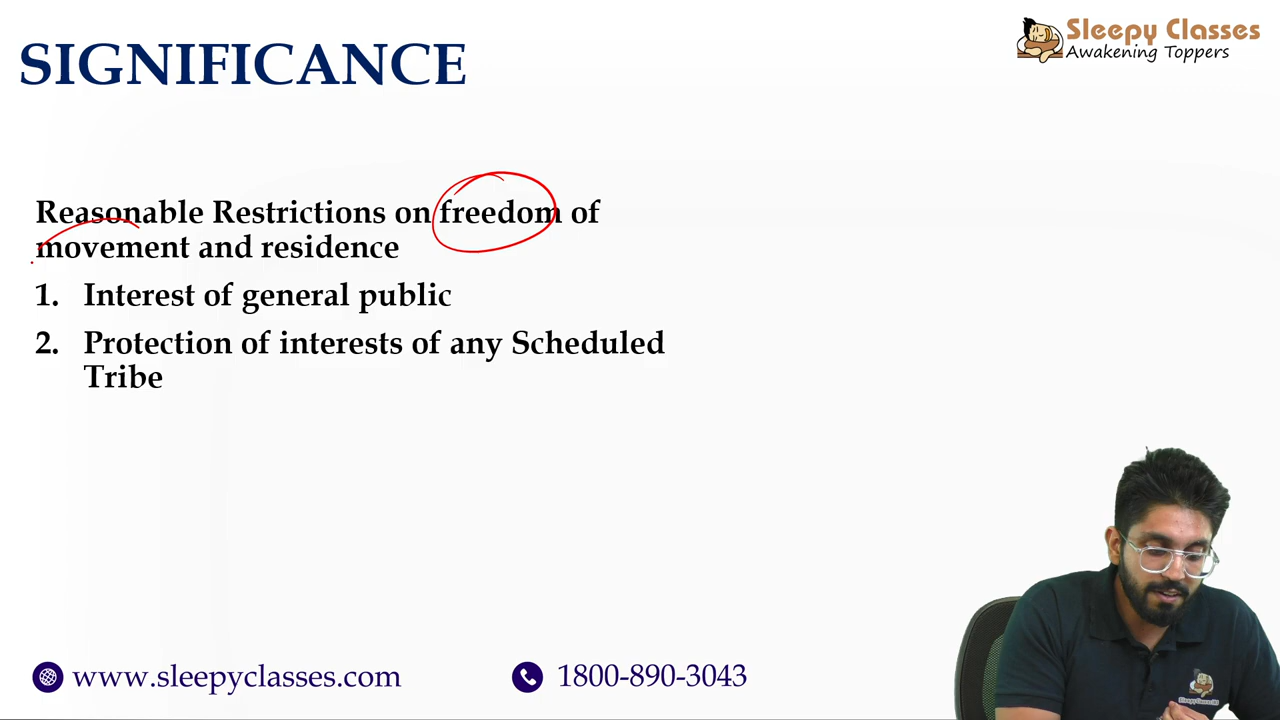 SIGNIFICANCE
Sleepy Classes
Awakening Toppers
Reasonable Restrictions on freedom of
movement and residence
1. Interest of general public
2. Protection of interests of any Scheduled
Tribe
www.sleepyclasses.com
1800-890-3043